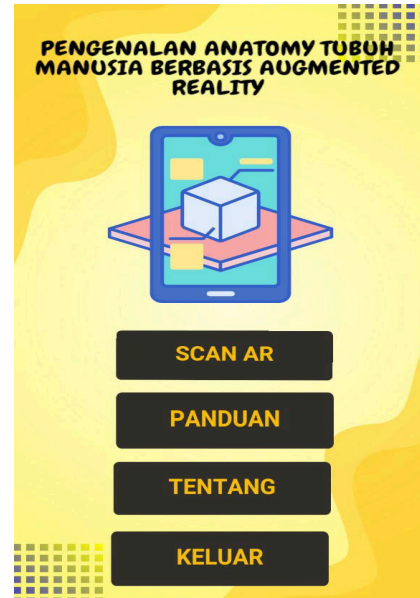 PENGENALAN ANATOMY TUBUH
MANUSIA BERBASIS AUGMENTED
REALITY
SCAN AR
PANDUAN
TENTANG
KELUAR